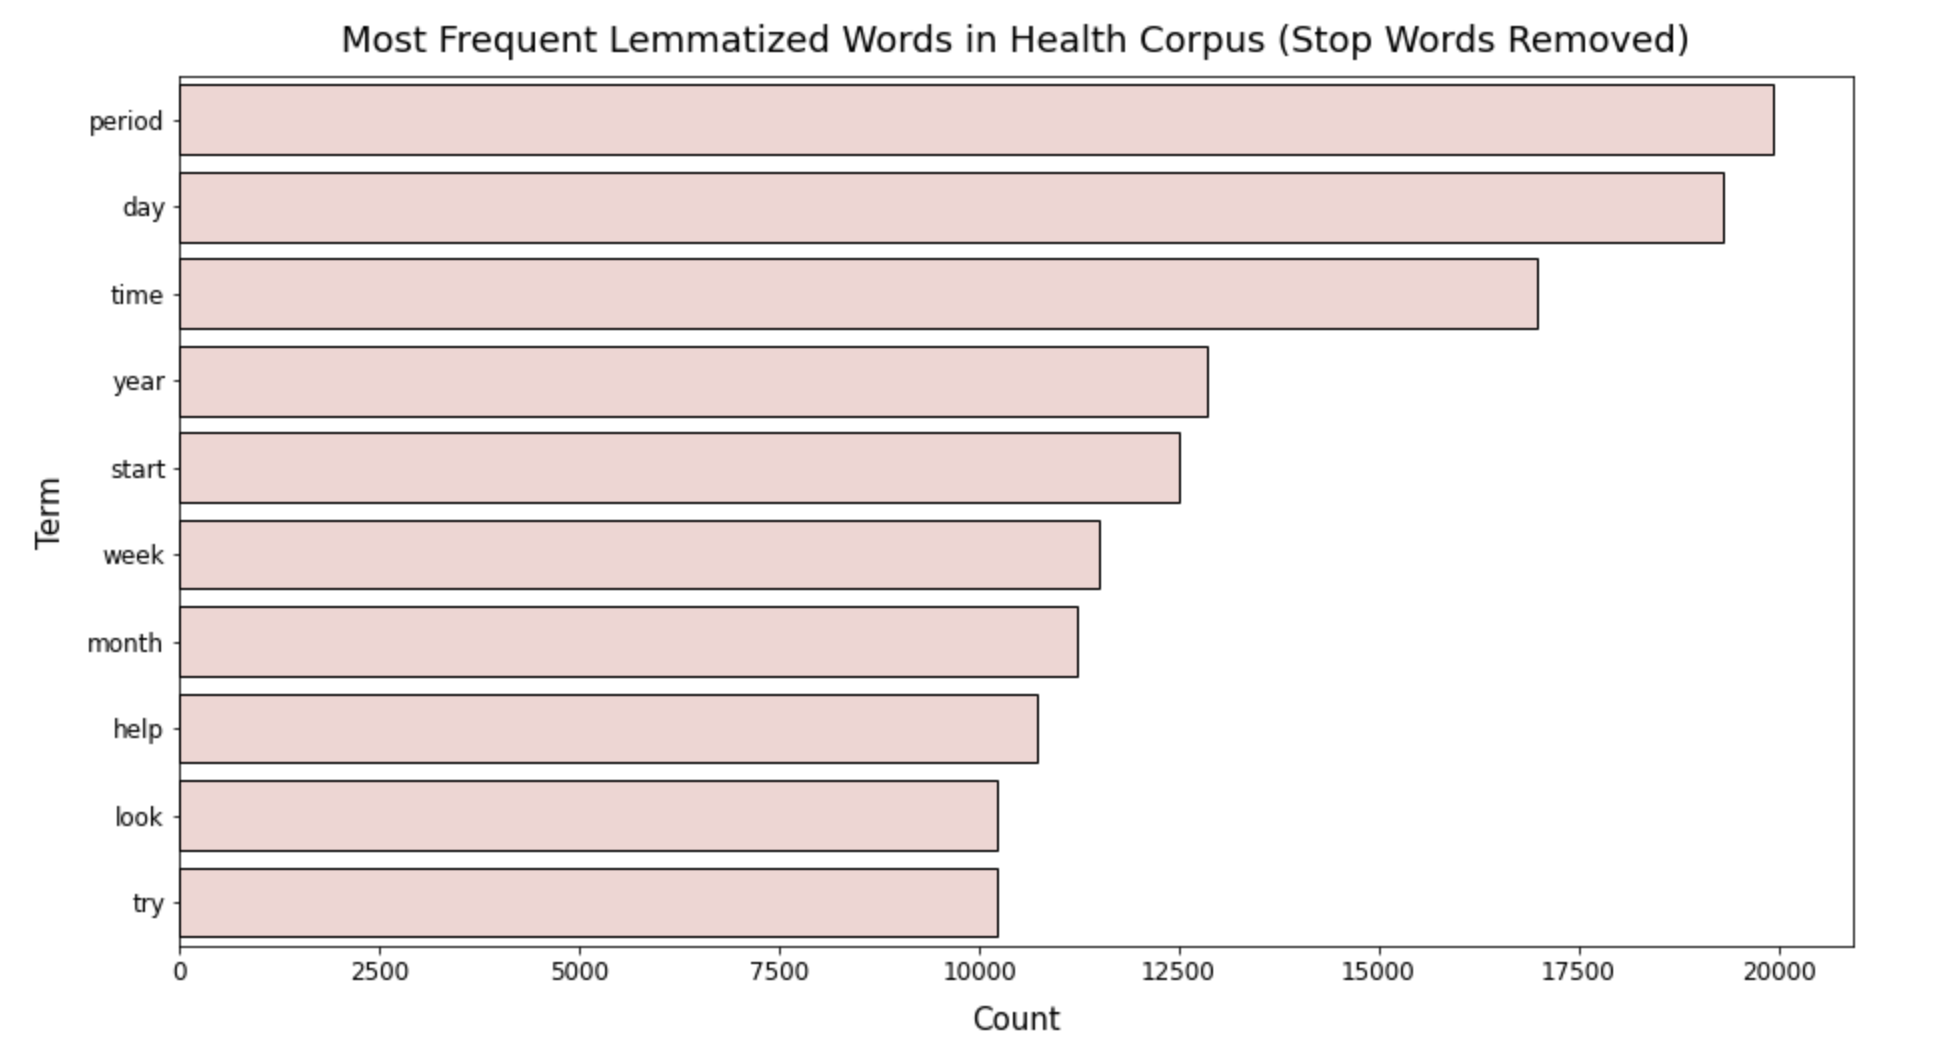 Most Frequent Lemmatized Words in Health Corpus (Stop Words Removed)
period
day
time
year
start
week
month
help
look
try
Term
0 2500 5000 7500 10000 12500 15000 17500 20000
Count